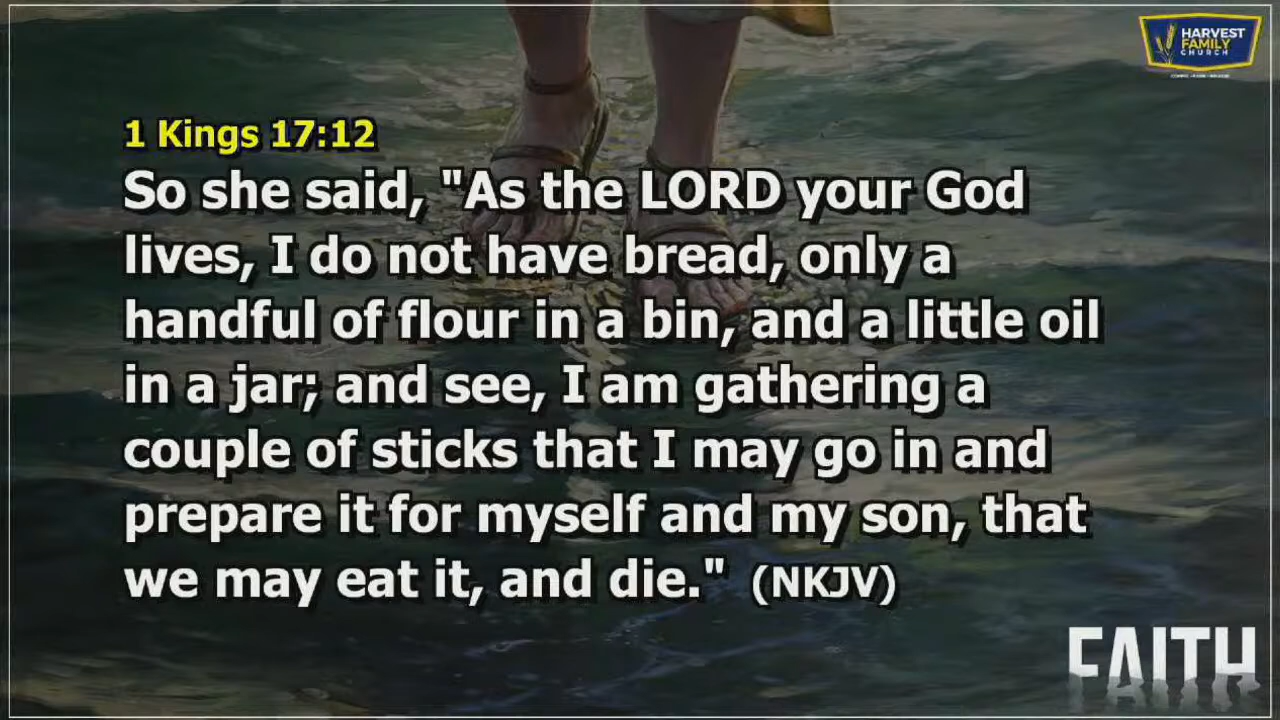 HARVEST
FAMILY
CHURCH
1 Kings 17:12
So she said, "As the LORD your God
lives, I do not have bread, only a
handful of flour in a bin, and a little oil
in a jar; and see, I am gathering a
couple of sticks that I may go in and
prepare it for myself and my son, that
we may eat it, and die." (NKJV)
FAITH